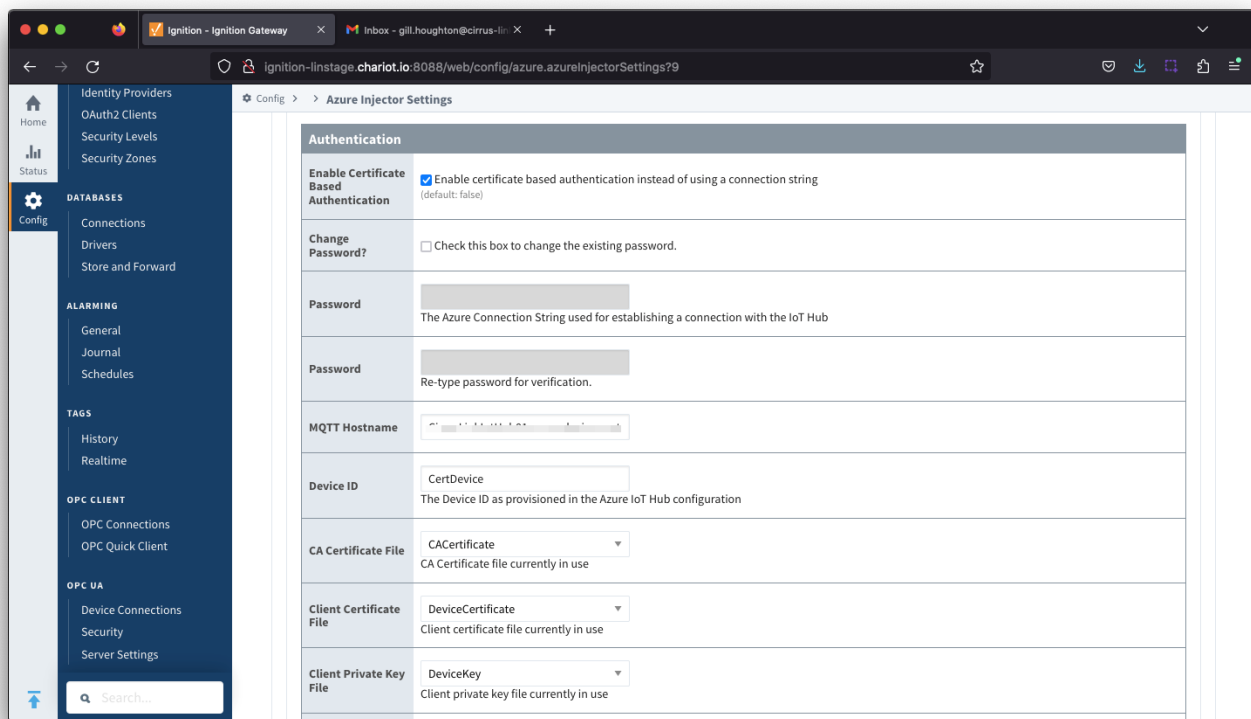 Ignition - Ignition Gateway
Inbox - gill.houghton@cirrus-lin
ignition-linstage.chariot.io:8088/web/config/azure.azureInjectorSettings?9
Home
Status
Config
Identity Providers
OAuth2 Clients
Security Levels
Security Zones
DATABASES
Connections
Drivers
Store and Forward
ALARMING
General
Journal
Schedules
TAGS
History
Realtime
OPC CLIENT
OPC Connections
OPC Quick Client
OPC UA
Device Connections
Security
Server Settings
Search...
Config > > Azure Injector Settings
Authentication
Enable Certificate
Based
Authentication
Enable certificate based authentication instead of using a connection string
(default: false)
Change
Password?
Check this box to change the existing password.
Password
The Azure Connection String used for establishing a connection with the IoT Hub
Password
Re-type password for verification.
MQTT Hostname
Device ID
CertDevice
The Device ID as provisioned in the Azure IoT Hub configuration
CA Certificate File
CACertificate
CA Certificate file currently in use
Client Certificate
File
DeviceCertificate
Client certificate file currently in use
Client Private Key
File
DeviceKey
Client private key file currently in use